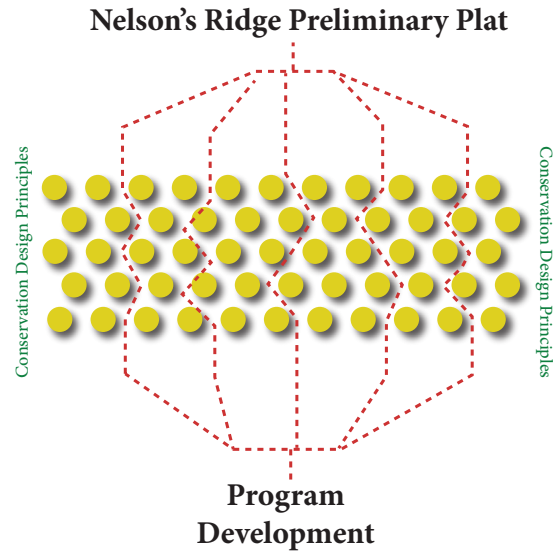 Nelson’s Ridge Preliminary Plat
Conservation Design Principles
Conservation Design Principles
Program
Development